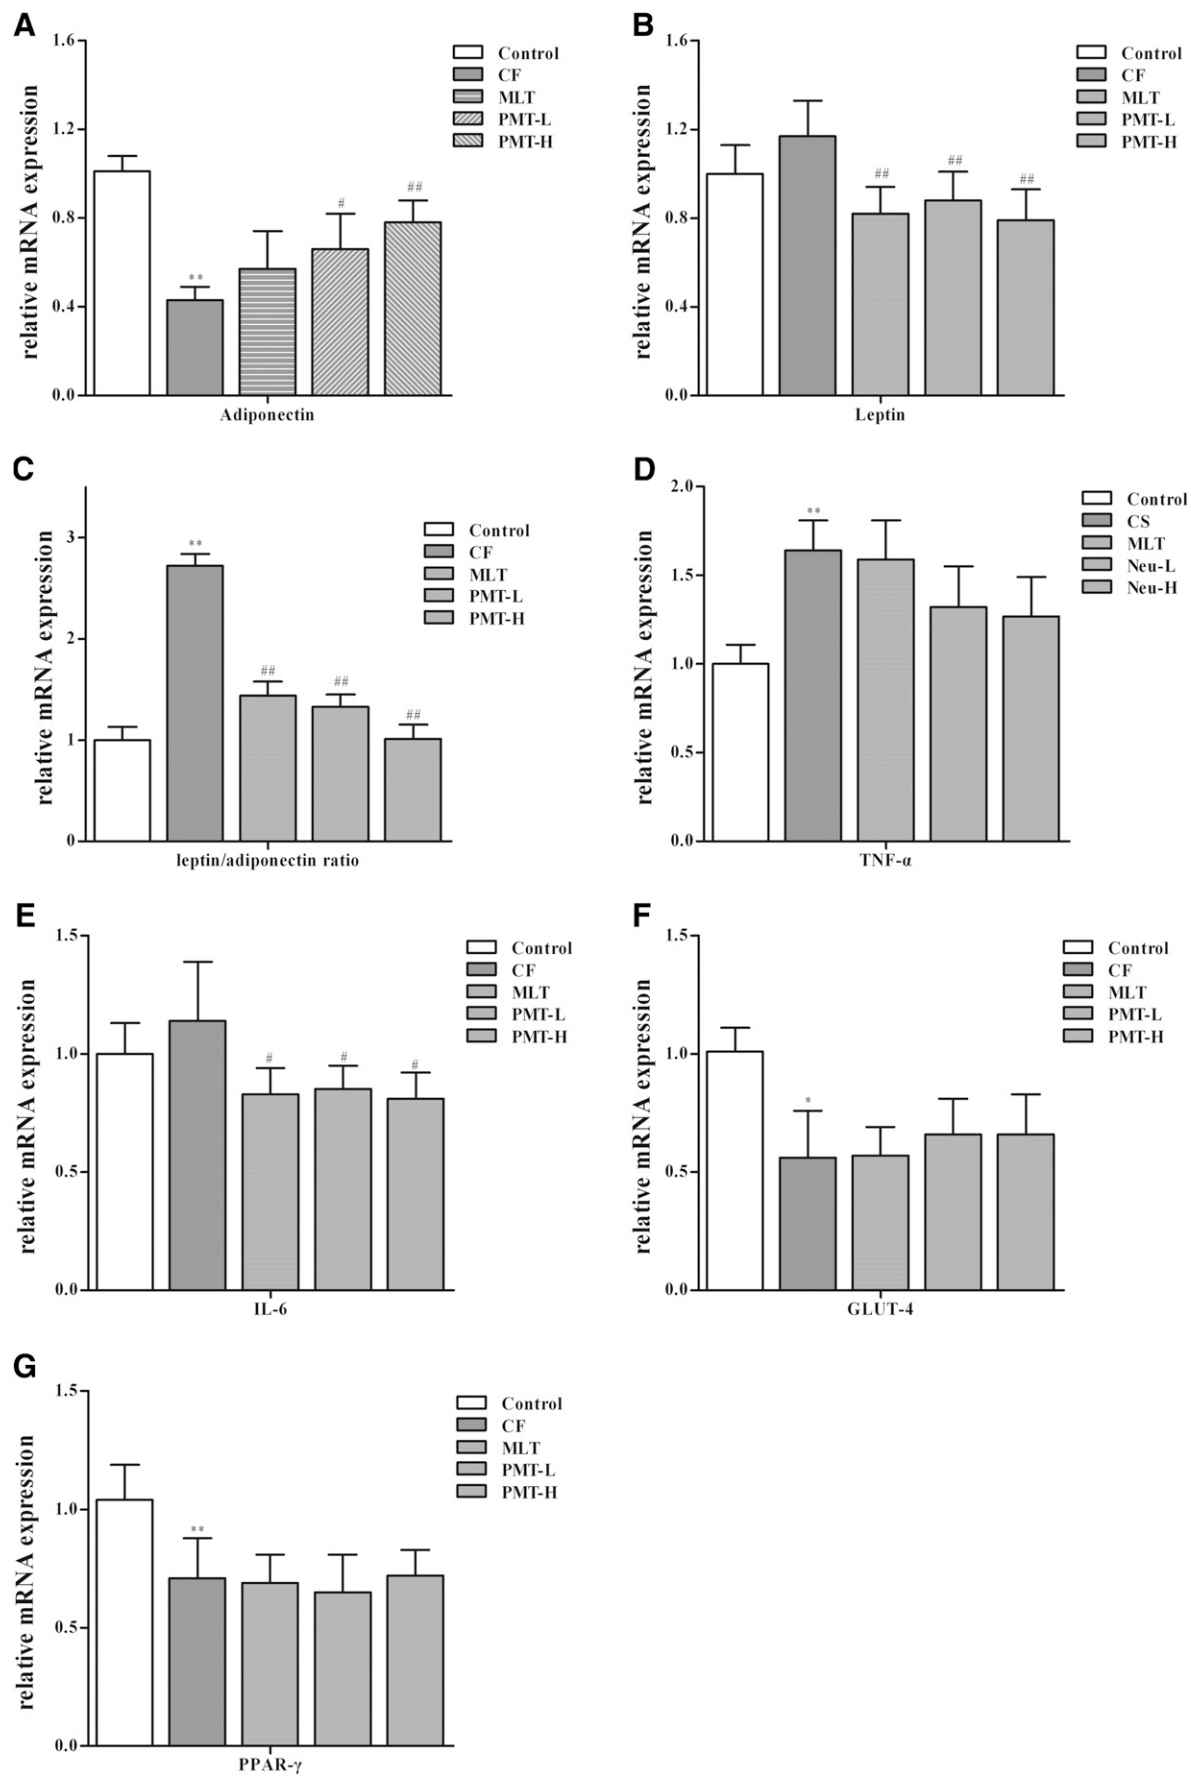 A
relative mRNA expression
1.6
1.2
0.8
0.4
0.0
**
#
##
Control
CF
MLT
PMT-L
PMT-H
Adiponectin
B
relative mRNA expression
1.6
1.2
0.8
0.4
0.0
##
##
##
Control
CF
MLT
PMT-L
PMT-H
Leptin
C
relative mRNA expression
3
2
1
0
**
##
##
##
Control
CF
MLT
PMT-L
PMT-H
leptin/adiponectin ratio
D
relative mRNA expression
2.0
1.5
1.0
0.5
0.0
**
Control
CS
MLT
Neu-L
Neu-H
TNF-α
E
relative mRNA expression
1.5
1.0
0.5
0.0
#
#
#
Control
CF
MLT
PMT-L
PMT-H
IL-6
F
relative mRNA expression
1.5
1.0
0.5
0.0
*
Control
CF
MLT
PMT-L
PMT-H
GLUT-4
G
relative mRNA expression
1.5
1.0
0.5
0.0
**
Control
CF
MLT
PMT-L
PMT-H
PPAR-γ